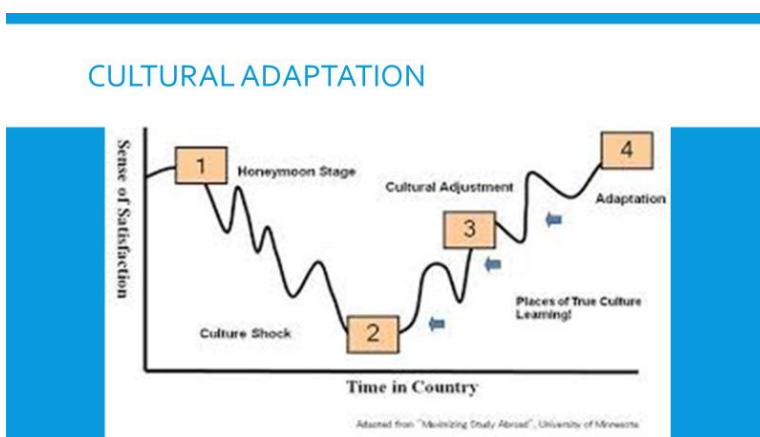 CULTURAL ADAPTATION
Sense of Satisfaction
1
Honeymoon Stage
4
Cultural Adjustment
Adaptation
3
Places of True Culture
Learning!
Culture Shock
2
Time in Country
Adapted from "Maximizing Study Abroad", University of Minnesota